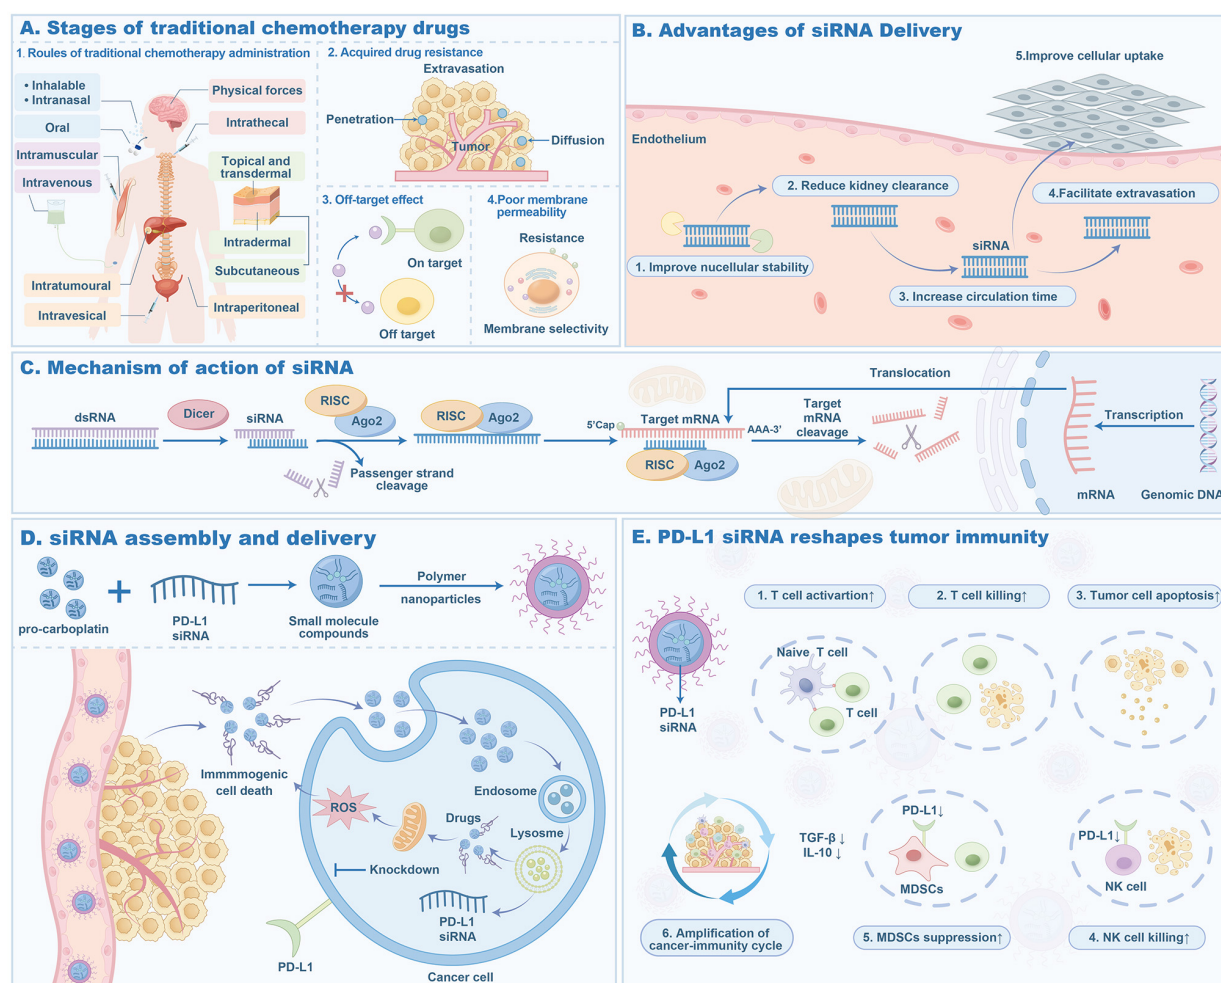 A. Stages of traditional chemotherapy drugs
1. Roules of traditional chemotherapy administration
• Inhalable
• Intranasal
Oral
Intramuscular
Intravenous
Intratumoural
Intravesical
Physical forces
Intrathecal
Topical and
transdermal
Intradermal
Subcutaneous
Intraperitoneal
2. Acquired drug resistance
Extravasation
Penetration
Tumor
Diffusion
3. Off-target effect
On target
Off target
4.Poor membrane
permeability
Resistance
Membrane selectivity
B. Advantages of siRNA Delivery
5.Improve cellular uptake
Endothelium
2. Reduce kidney clearance
4.Facilitate extravasation
siRNA
1. Improve nucellular stability
3. Increase circulation time
C. Mechanism of action of siRNA
dsRNA
Dicer
siRNA
RISC
Ago2
Passenger strand
cleavage
RISC
Ago2
5'Cap
Target mRNA
AAA-3'
RISC
Ago2
Target
mRNA
cleavage
Translocation
Transcription
mRNA
Genomic DNA
D. siRNA assembly and delivery
pro-carboplatin
+
PD-L1
siRNA
Small molecule
compounds
Polymer
nanoparticles
Immmmogenic
cell death
ROS
Drugs
Endosome
Lysosme
Knockdown
PD-L1
siRNA
PD-L1
Cancer cell
E. PD-L1 siRNA reshapes tumor immunity
1. T cell activartion↑
2. T cell killing↑
3. Tumor cell apoptosis↑
Naive T cell
T cell
PD-L1
siRNA
TGF-β ↓
IL-10 ↓
PD-L1↓
MDSCs
PD-L1↓
NK cell
6. Amplification of
cancer-immunity cycle
5. MDSCs suppression↑
4. NK cell killing↑